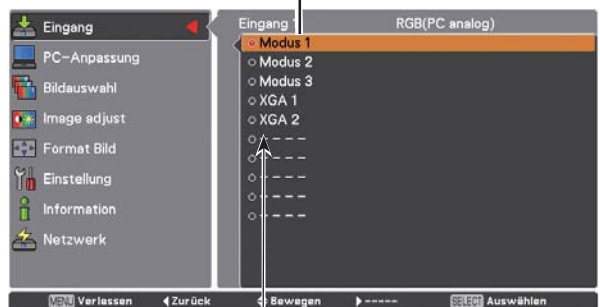 Eingang
PC-Anpassung
Bildauswahl
Image adjust
Format Bild
Einstellung
Information
Netzwerk
Eingang 1 RGB(PC analog)
Modus 1
Modus 2
Modus 3
XGA 1
XGA 2
- - - -
- - - -
- - - -
- - - -
- - - -
MENU Verlassen Zurück Bewegen ----- SELECT Auswählen